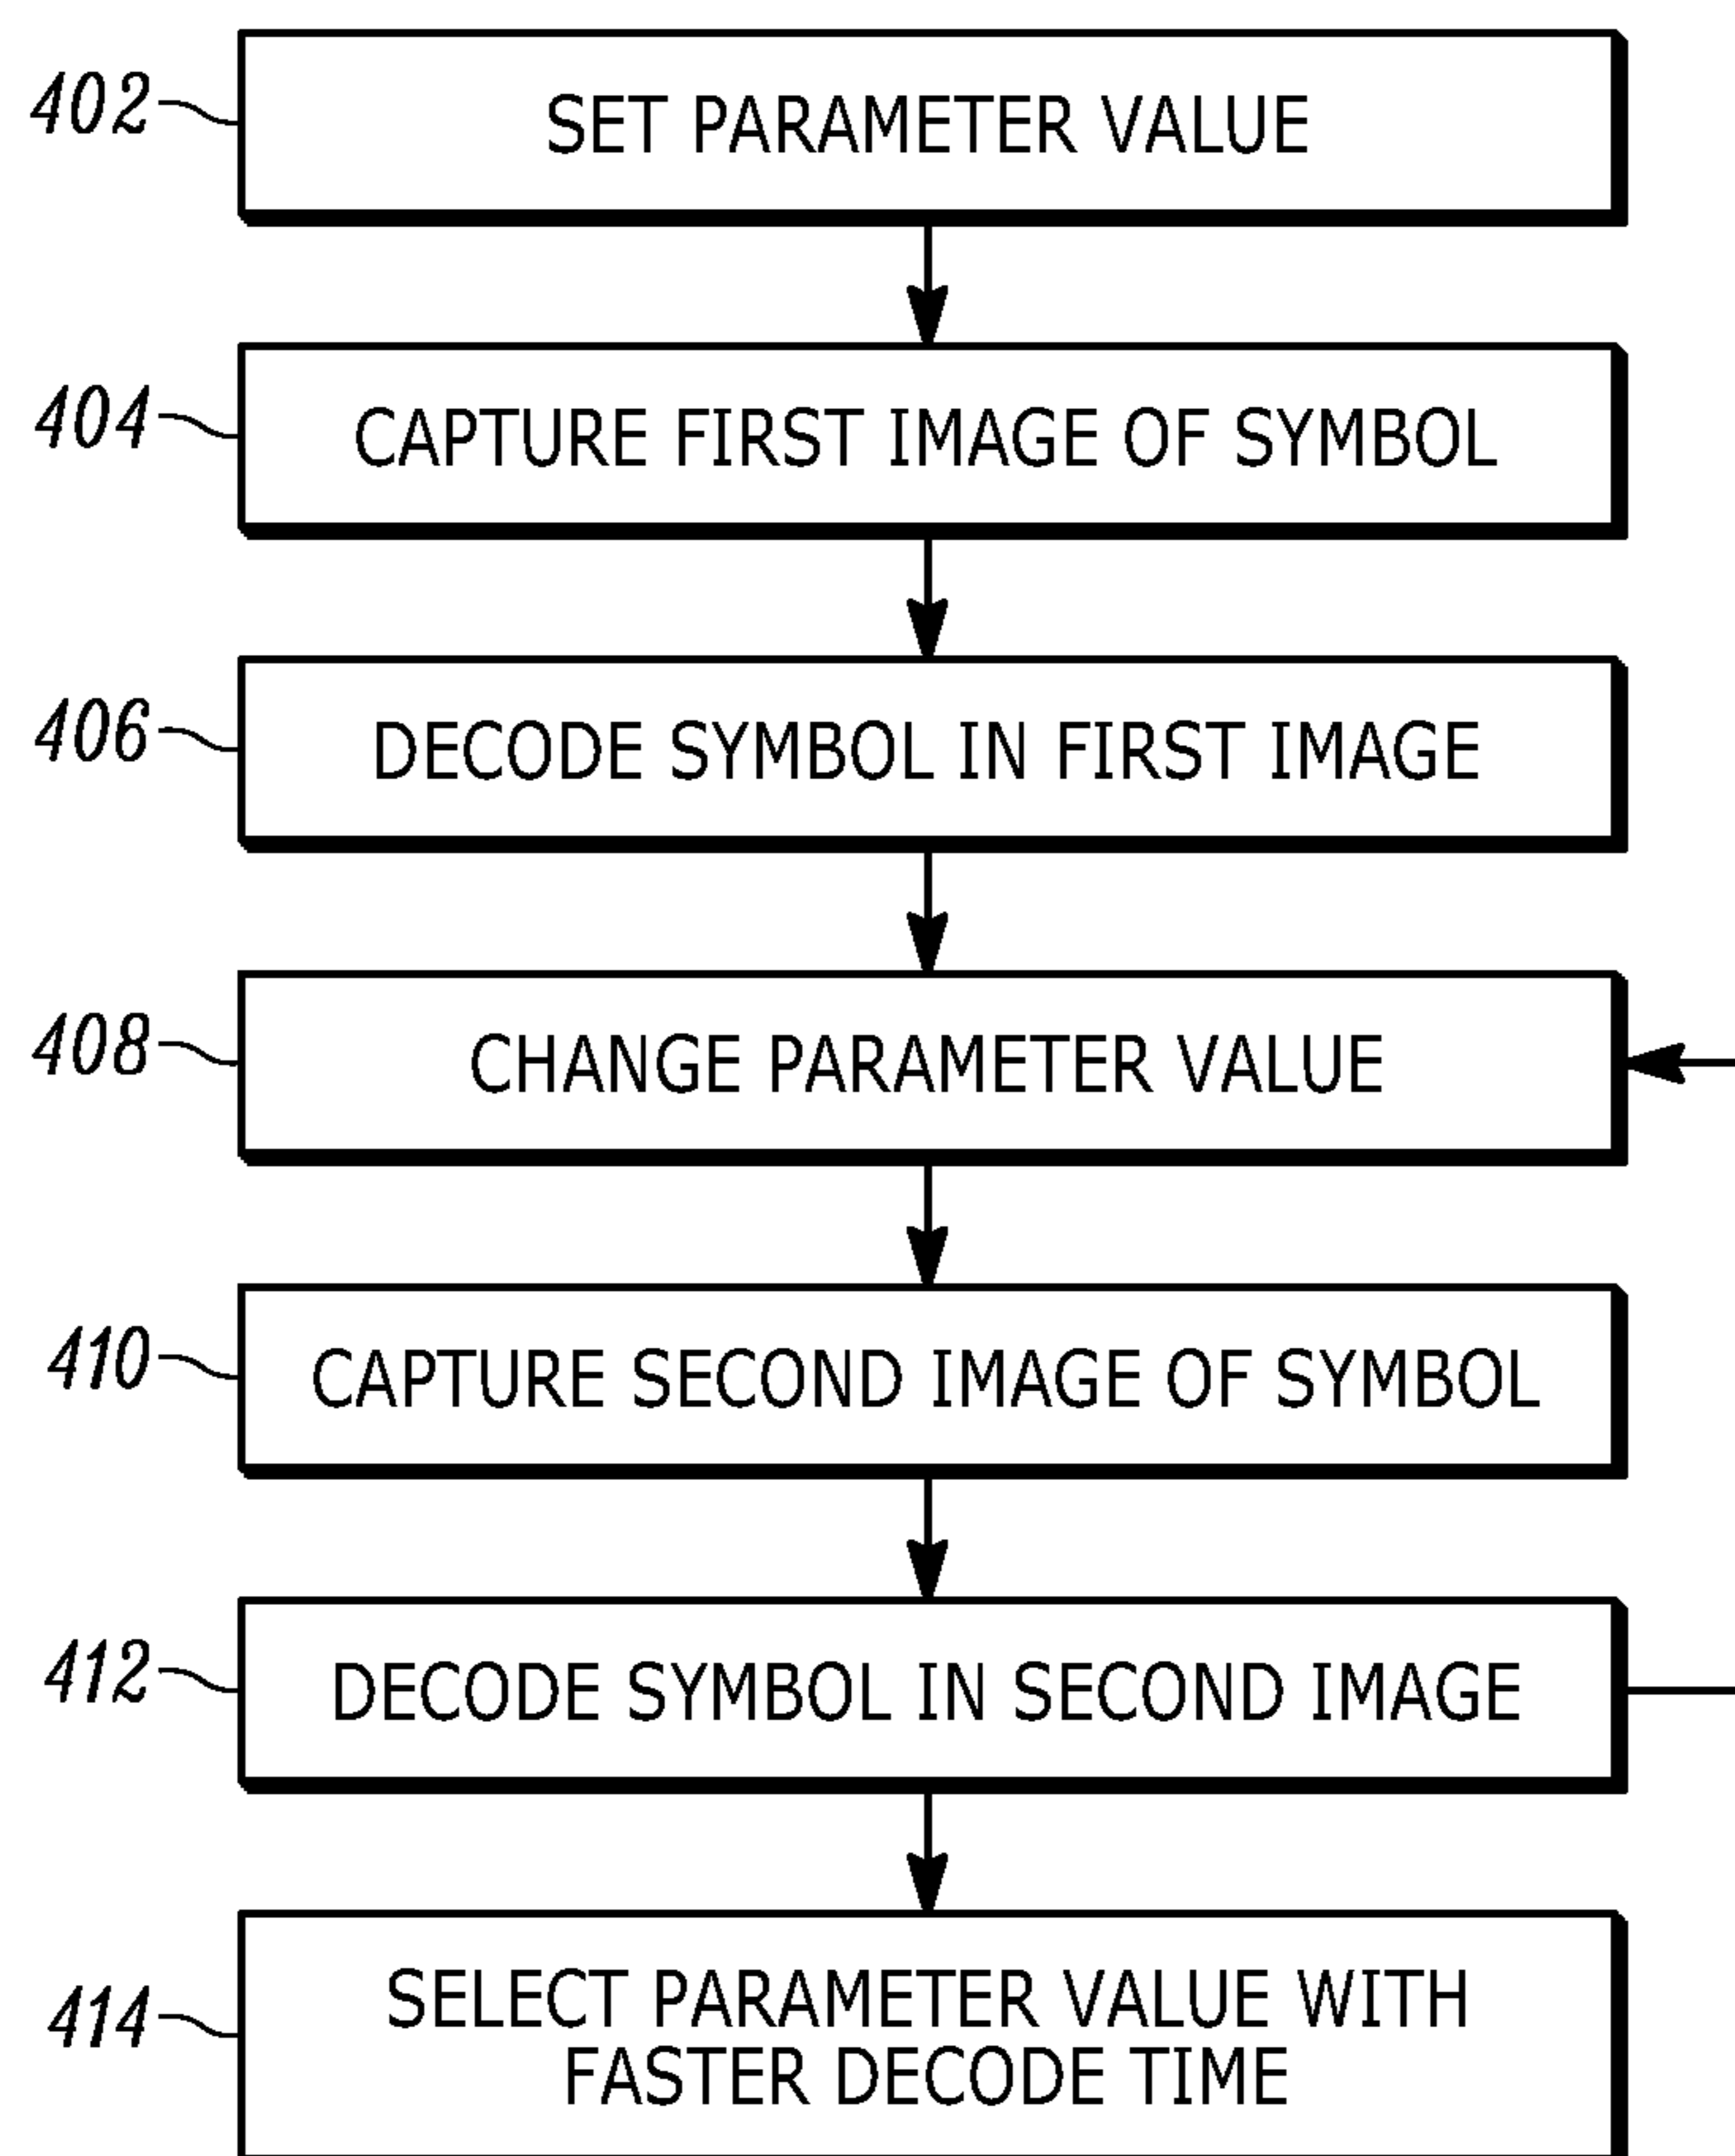 402
SET PARAMETER VALUE
404
CAPTURE FIRST IMAGE OF SYMBOL
406
DECODE SYMBOL IN FIRST IMAGE
408
CHANGE PARAMETER VALUE
410
CAPTURE SECOND IMAGE OF SYMBOL
412
DECODE SYMBOL IN SECOND IMAGE
414
SELECT PARAMETER VALUE WITH
FASTER DECODE TIME